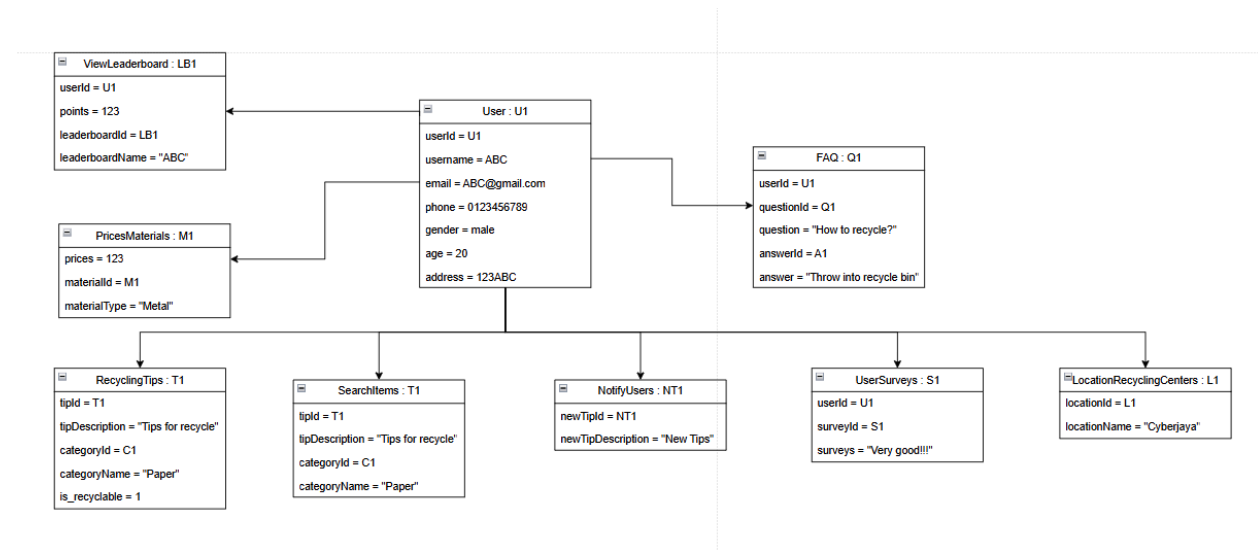 ViewLeaderboard : LB1
userId = U1
points = 123
leaderboardId = LB1
leaderboardName = "ABC"
User : U1
userId = U1
username = ABC
email = ABC@gmail.com
phone = 0123456789
gender = male
age = 20
address = 123ABC
FAQ : Q1
userId = U1
questionId = Q1
question = "How to recycle?"
answerId = A1
answer = "Throw into recycle bin"
PricesMaterials : M1
prices = 123
materialId = M1
materialType = "Metal"
RecyclingTips : T1
tipId = T1
tipDescription = "Tips for recycle"
categoryId = C1
categoryName = "Paper"
is_recyclable = 1
SearchItems : T1
tipId = T1
tipDescription = "Tips for recycle"
categoryId = C1
categoryName = "Paper"
NotifyUsers : NT1
newTipId = NT1
newTipDescription = "New Tips"
UserSurveys : S1
userId = U1
surveyId = S1
surveys = "Very good!!!"
LocationRecyclingCenters : L1
locationId = L1
locationName = "Cyberjaya"